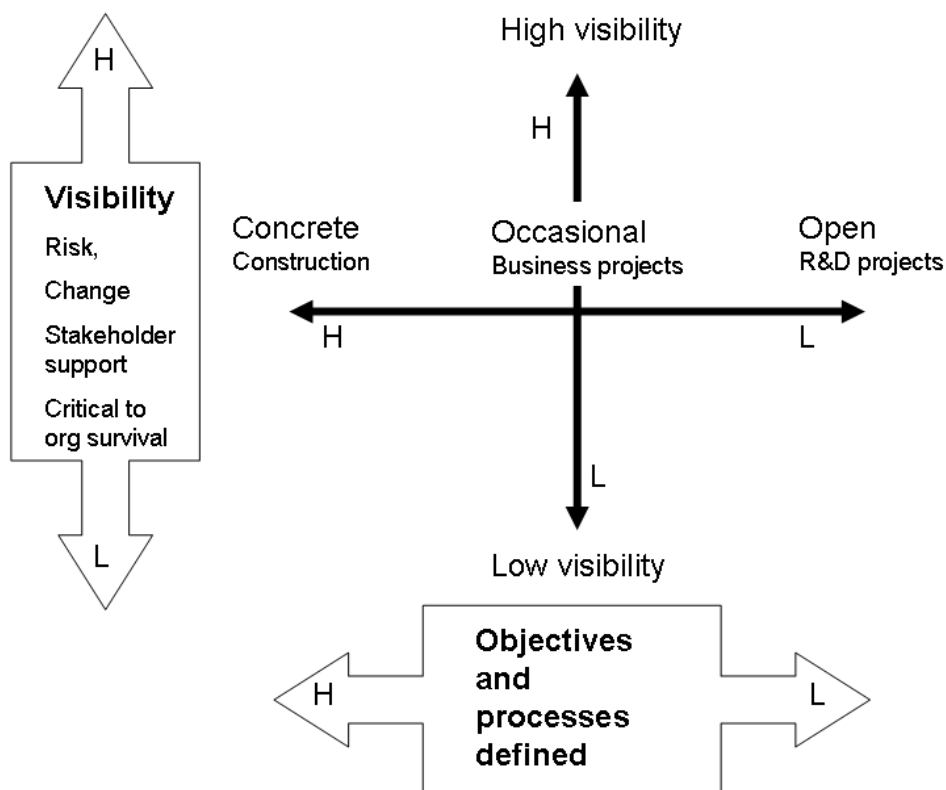 H
Visibility
Risk,
Change
Stakeholder
support
Critical to
org survival
L
High visibility
H
Concrete
Construction
Occasional
Business projects
Open
R&D projects
H
L
L
Low visibility
H
Objectives
and
processes
defined
L